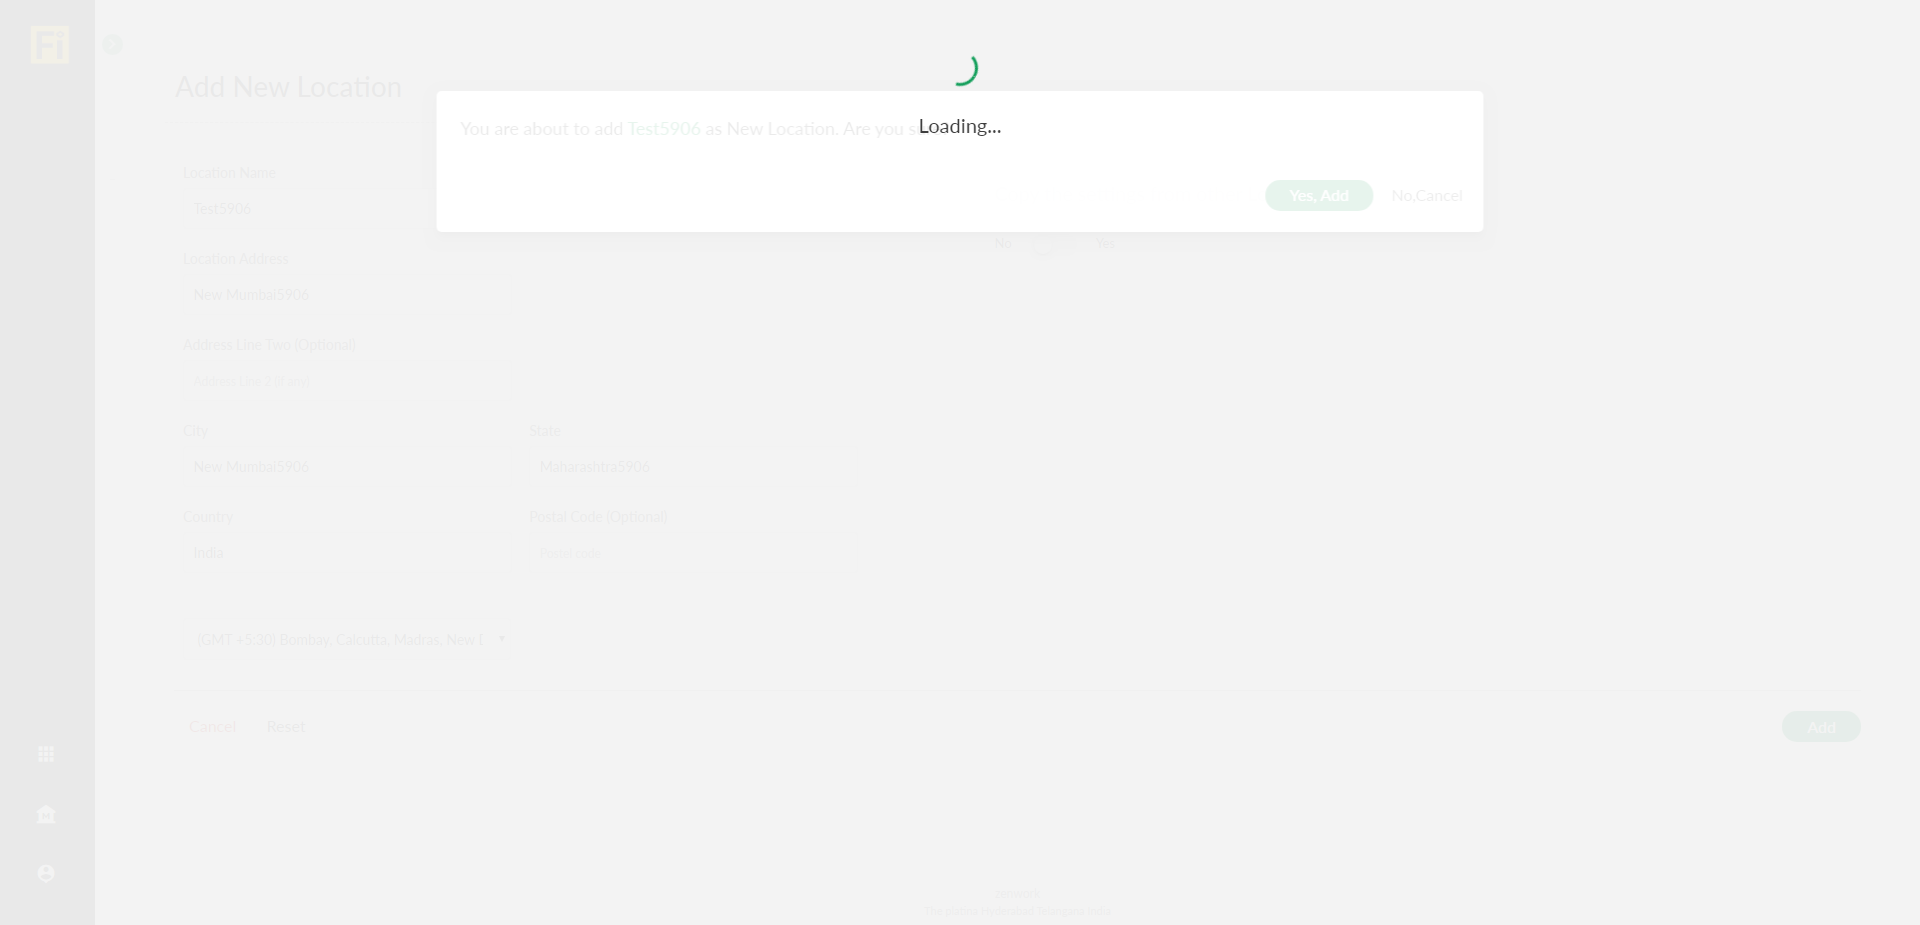 Fi
Add New Location
You are about to add Test5906 as New Location. Are you
Loading...
Yes, Add
No,Cancel
Location Name
Test5906
No
Yes
Location Address
New Mumbai5906
Address Line Two (Optional)
Address Line 2 (If any)
City
State
New Mumbai5906
Maharashtra5906
Country
Postal Code (Optional)
India
Postal code
(GMT +5:30) Bombay, Calcutta, Madras, New D
Cancel
Reset
Add